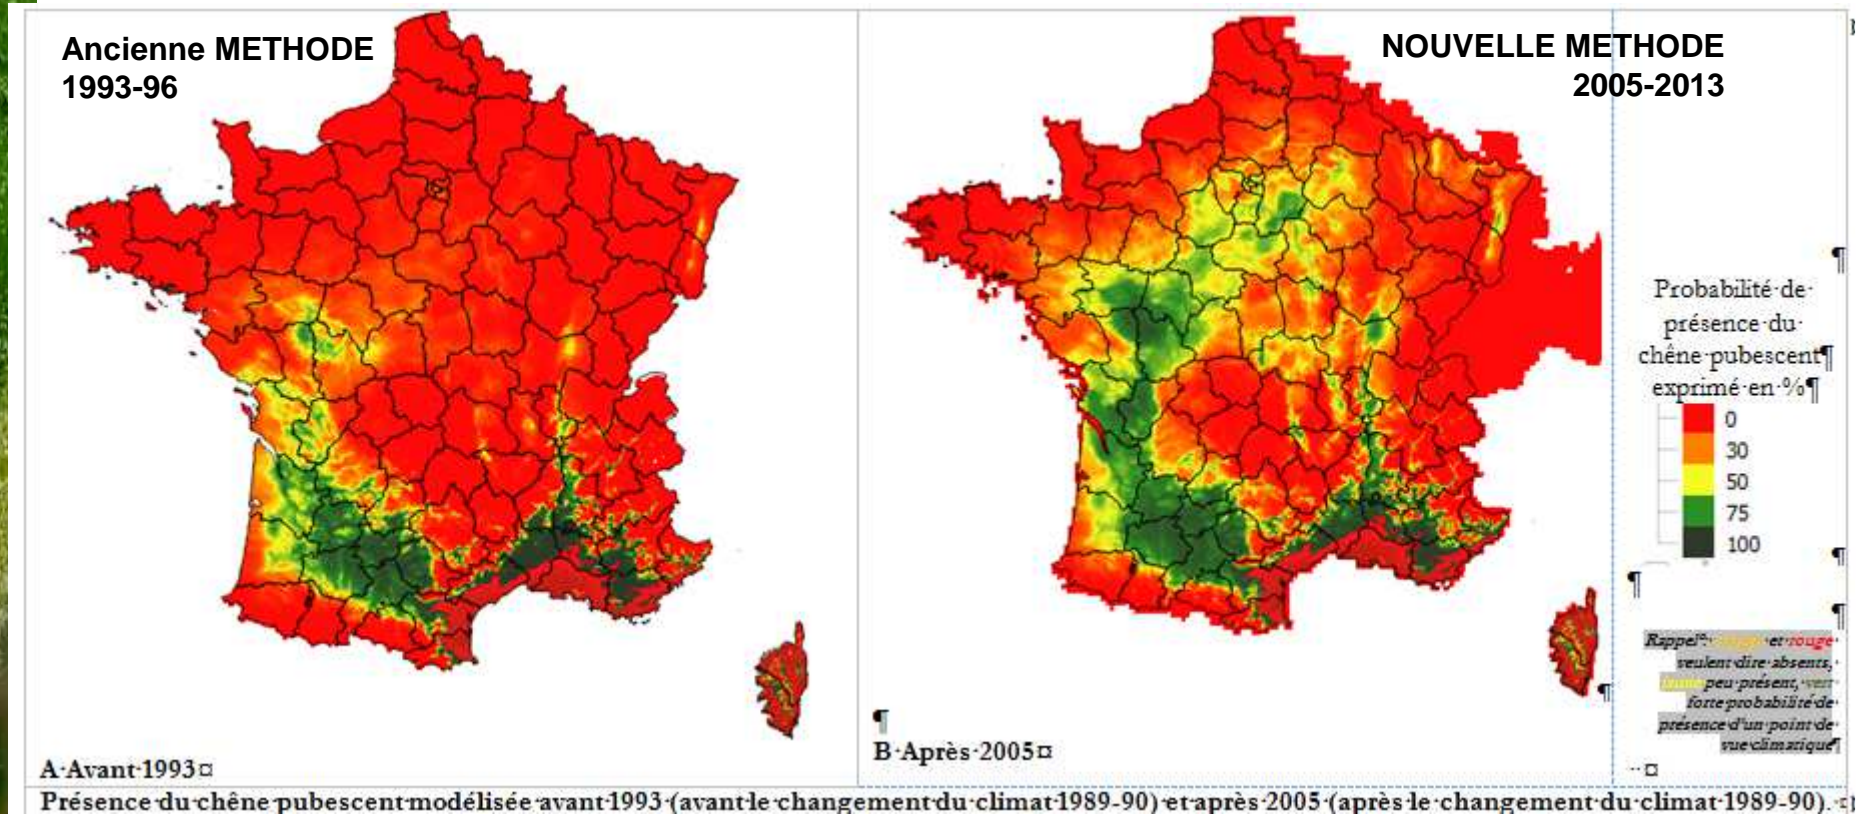 Ancienne METHODE
1993-96
NOUVELLE METHODE
2005-2013
Probabilité de
présence du
chêne pubescent¶
exprimé en %¶
0
30
50
75
100
Rappel : et rouge
veulent dire absents,
jaune peu présent, vert
forte probabilité de
présence d'un point de
vue climatique¶
A Avant 1993¤
B Après 2005¤
Présence du chêne pubescent modélisée avant 1993 (avant le changement du climat 1989-90) et après 2005 (après le changement du climat 1989-90). ¤